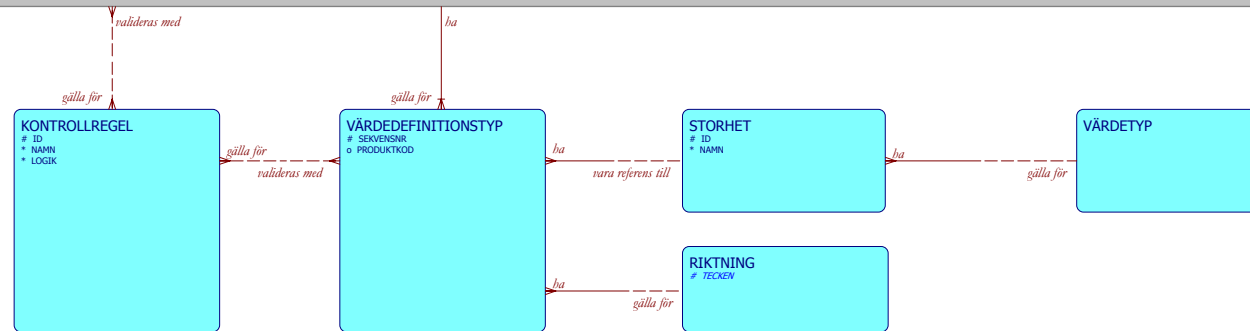 valideras med
ha
gälla för
gälla för
KONTROLLREGEL
# ID
* NAMN
* LOGIK
gälla för
valideras med
VÄRDEDEFINITIONSTYP
# SEKVENSNR
o PRODUKTKOD
ha
vara referens till
STORHET
# ID
* NAMN
ha
gälla för
VÄRDETYP
ha
gälla för
RIKTNING
# TECKEN